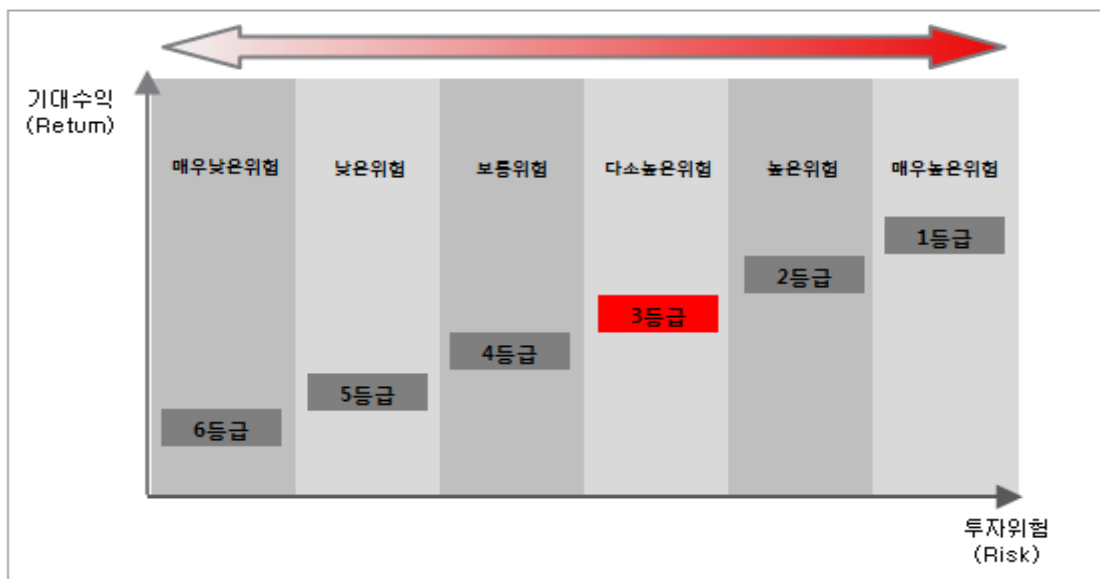 기대수익
(Return)
매우낮은위험
낮은위험
보통위험
다소높은위험
높은위험
매우높은위험
1등급
2등급
3등급
4등급
5등급
6등급
투자위험
(Risk)